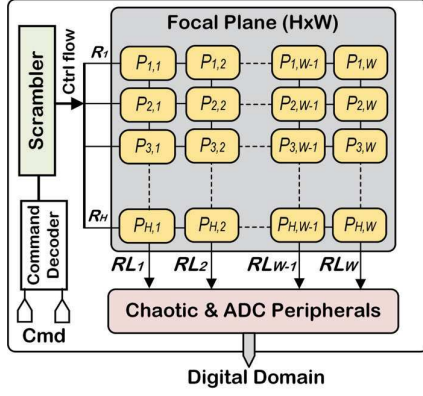 Focal Plane (HxW)
Scrambler
Ctrl flow
R1
P1,1 P1,2 P1,W-1 P1,W
P2,1 P2,2 P2,W-1 P2,W
P3,1 P3,2 P3,W-1 P3,W
RH
PH,1 PH,2 PH,W-1 PH,W
Command
Decoder
RL1 RL2 RLW-1 RLW
Cmd
Chaotic & ADC Peripherals
Digital Domain